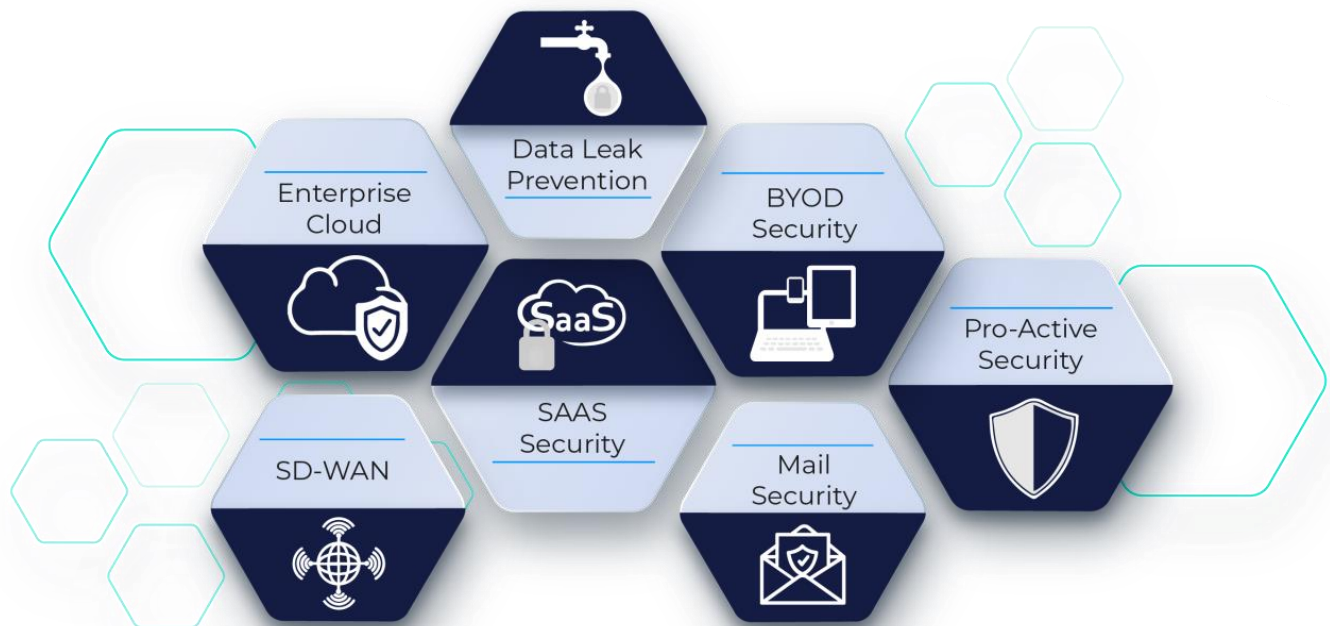 Data Leak
Prevention
Enterprise
Cloud
BYOD
Security
SaaS
SAAS
Security
Pro-Active
Security
SD-WAN
Mail
Security